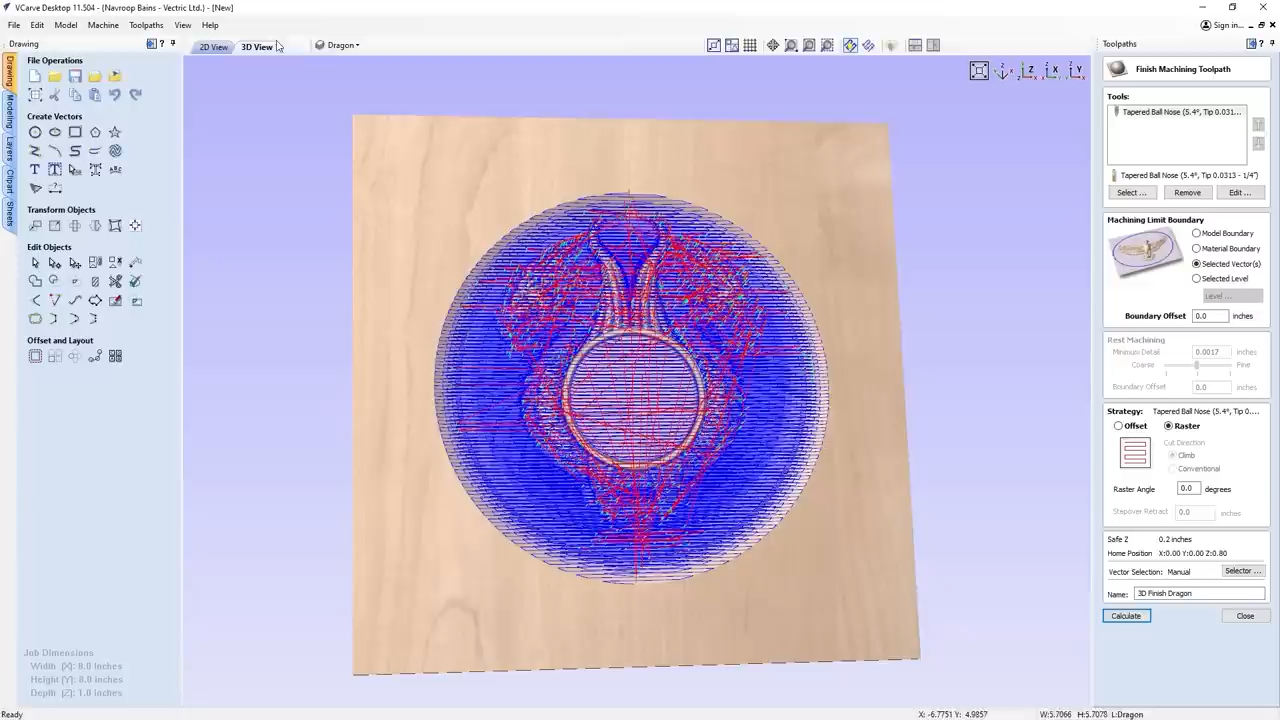 VCarve Desktop 11.504 - (Navroop Bains - Vectric Ltd.) - [New]
File Edit Model Machine Toolpaths View Help
Sign in...
Drawing
2D View 3D View Dragon
Toolpaths
Drawing
Modeling
Layers
Clipart
Sheets
File Operations
Create Vectors
Transform Objects
Edit Objects
Offset and Layout
Job Dimensions
Width (X): 8.0 inches
Height (Y): 8.0 inches
Depth (Z): 1.0 inches
Z X Y
Finish Machining Toolpath
Tools:
Tapered Ball Nose (5.4°, Tip 0.031...
Tapered Ball Nose (5.4°, Tip 0.0313 - 1/4")
Select ... Remove Edit ...
Machining Limit Boundary
Model Boundary
Material Boundary
Selected Vector(s)
Selected Level
Level ...
Boundary Offset 0.0 inches
Rest Machining
Minimum Detail 0.0017 inches
Coarse Fine
Boundary Offset 0.0 inches
Strategy: Tapered Ball Nose (5.4°, Tip 0....
Offset Raster
Cut Direction
Climb
Conventional
Raster Angle 0.0 degrees
Stepover Retract 0.0 inches
Safe Z 0.2 inches
Home Position X:0.00 Y:0.00 Z:0.80
Vector Selection: Manual Selector ...
Name: 3D Finish Dragon
Calculate Close
Ready
X: -6.7751 Y: 4.9857 W:5.7066 H:5.7078 L:Dragon